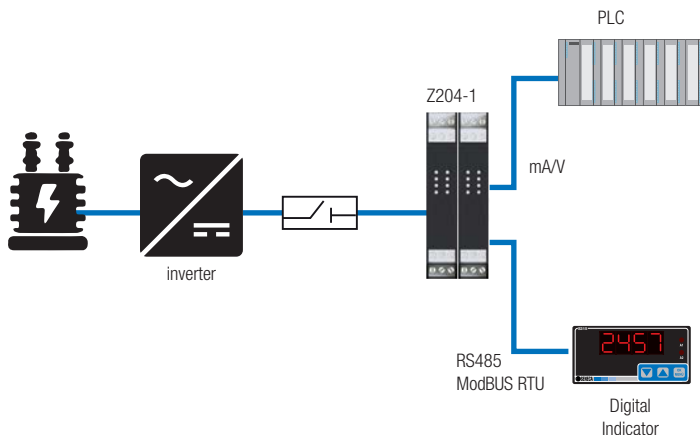 PLC
Z204-1
mA/V
inverter
2457
RS485
ModBUS RTU
Digital
Indicator